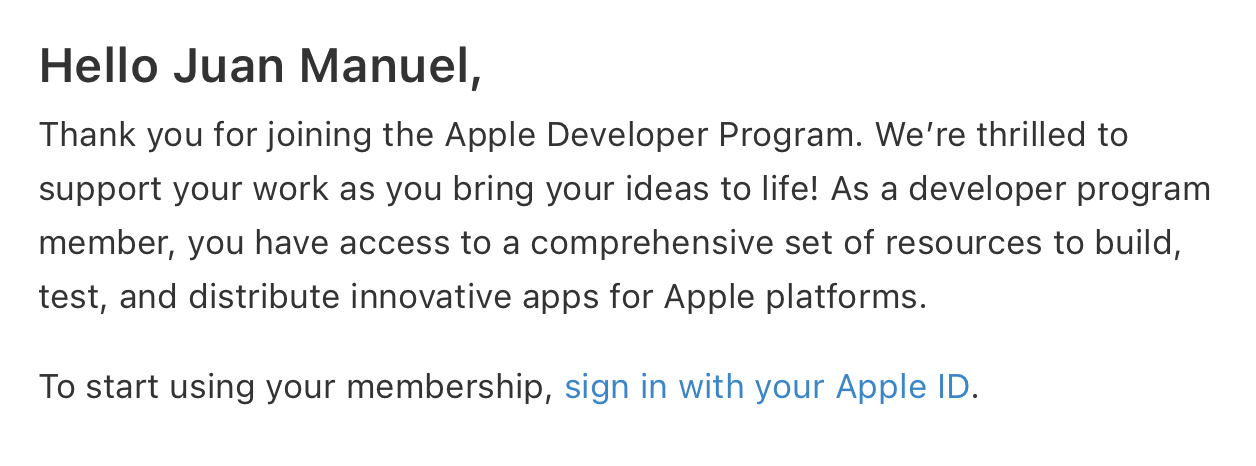 Hello Juan Manuel,
Thank you for joining the Apple Developer Program. We’re thrilled to
support your work as you bring your ideas to life! As a developer program
member, you have access to a comprehensive set of resources to build,
test, and distribute innovative apps for Apple platforms.
To start using your membership, sign in with your Apple ID.